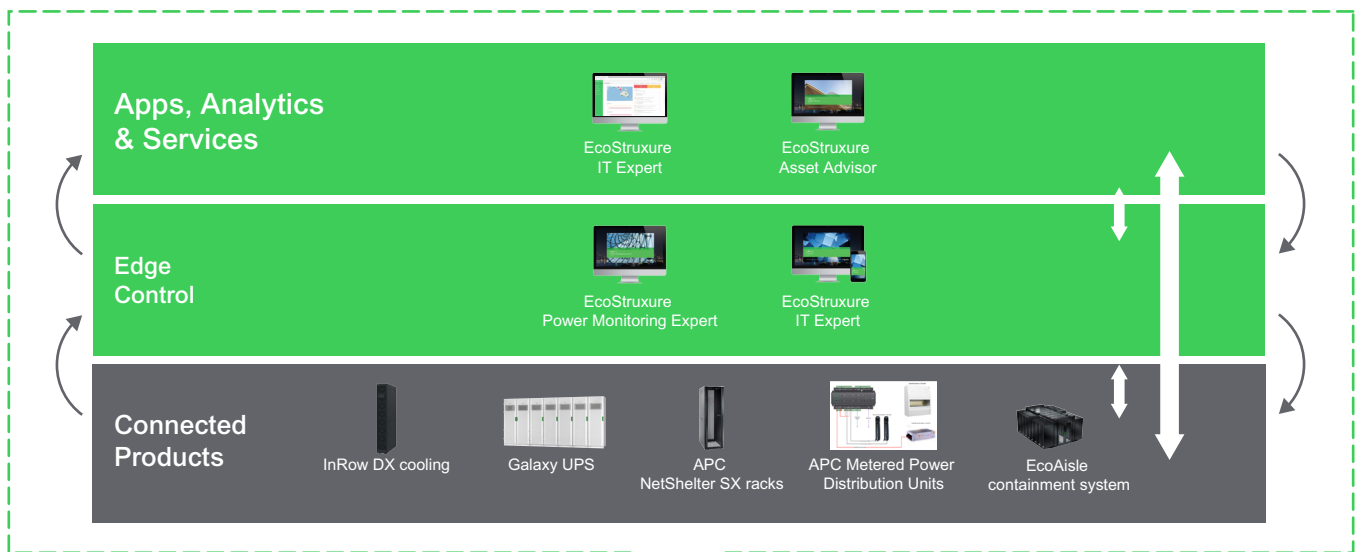 Apps, Analytics
& Services
EcoStruxure
IT Expert
EcoStruxure
Asset Advisor
Edge
Control
EcoStruxure
Power Monitoring Expert
EcoStruxure
IT Expert
Connected
Products
InRow DX cooling
Galaxy UPS
APC
NetShelter SX racks
APC Metered Power
Distribution Units
EcoAisle
containment system